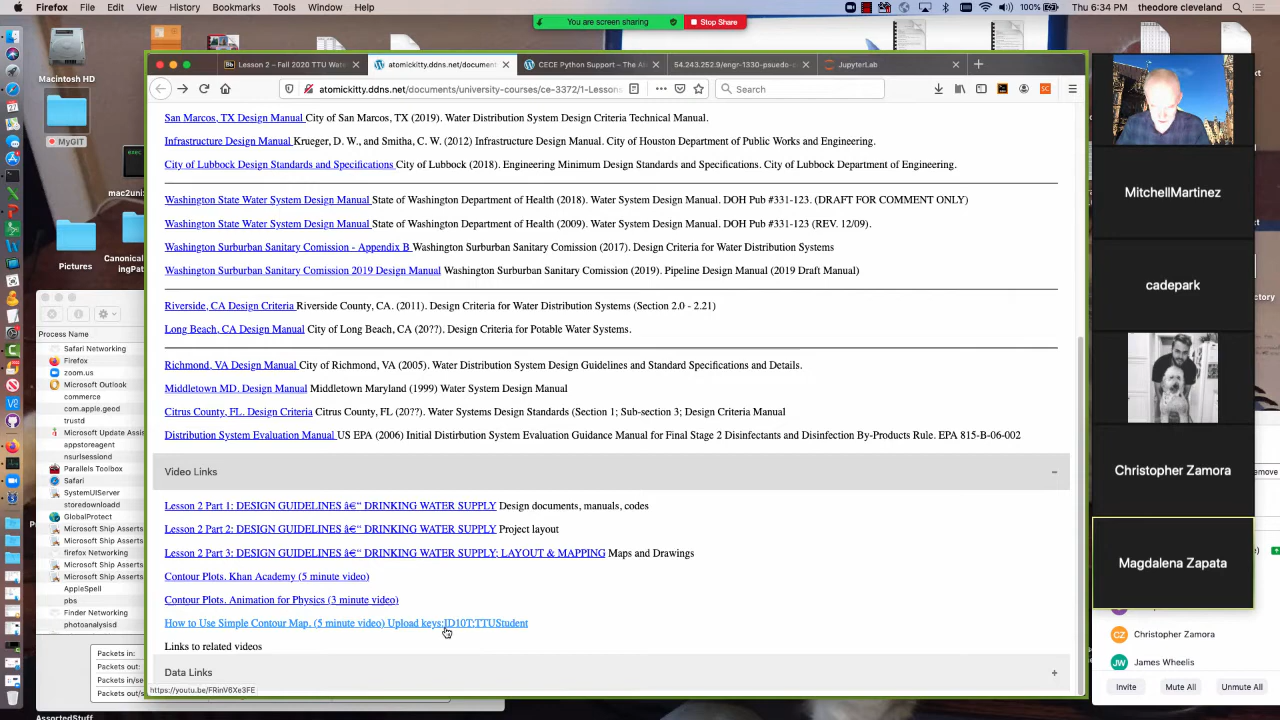 You are screen sharing
Stop Share
100%
Thu 6:34 PM theodore cleveland
Lesson 2 – Fall 2020 TTU Wate
atomickitty.ddns.net/document
CECE Python Support – The Al
54.243.252.9/engr-1330-psuedo-
JupyterLab
atomickitty.ddns.net/documents/university-courses/ce-3372/1-Lessons
Search
Macintosh HD
MyGIT
mac2unix
Pictures
Canonical
ingPat
San Marcos, TX Design Manual City of San Marcos, TX (2019). Water Distribution System Design Criteria Technical Manual.
Infrastructure Design Manual Krueger, D. W., and Smitha, C. W. (2012) Infrastructure Design Manual. City of Houston Department of Public Works and Engineering.
City of Lubbock Design Standards and Specifications City of Lubbock (2018). Engineering Minimum Design Standards and Specifications. City of Lubbock Department of Engineering.
Washington State Water System Design Manual State of Washington Department of Health (2018). Water System Design Manual. DOH Pub #331-123. (DRAFT FOR COMMENT ONLY)
Washington State Water System Design Manual State of Washington Department of Health (2009). Water System Design Manual. DOH Pub #331-123 (REV. 12/09).
Washington Surburban Sanitary Comission - Appendix B Washington Surburban Sanitary Comission (2017). Design Criteria for Water Distribution Systems
Washington Surburban Sanitary Comission 2019 Design Manual Washington Surburban Sanitary Comission (2019). Pipeline Design Manual (2019 Draft Manual)
Riverside, CA Design Criteria Riverside County, CA. (2011). Design Criteria for Water Distribution Systems (Section 2.0 - 2.21)
Long Beach, CA Design Manual City of Long Beach, CA (20??). Design Criteria for Potable Water Systems.
Richmond, VA Design Manual City of Richmond, VA (2005). Water Distribution System Design Guidelines and Standard Specifications and Details.
Middletown MD. Design Manual Middletown Maryland (1999) Water System Design Manual
Citrus County, FL. Design Criteria Citrus County, FL (20??). Water Systems Design Standards (Section 1; Sub-section 3; Design Criteria Manual
Distribution System Evaluation Manual US EPA (2006) Initial Distribution System Evaluation Guidance Manual for Final Stage 2 Disinfectants and Disinfection By-Products Rule. EPA 815-B-06-002
Video Links
Lesson 2 Part 1: DESIGN GUIDELINES â€“ DRINKING WATER SUPPLY Design documents, manuals, codes
Lesson 2 Part 2: DESIGN GUIDELINES â€“ DRINKING WATER SUPPLY Project layout
Lesson 2 Part 3: DESIGN GUIDELINES â€“ DRINKING WATER SUPPLY; LAYOUT & MAPPING Maps and Drawings
Contour Plots. Khan Academy (5 minute video)
Contour Plots. Animation for Physics (3 minute video)
How to Use Simple Contour Map. (5 minute video) Upload keys:ID10T:TTUStudent
Links to related videos
Data Links
https://youtu.be/FRinV6Xe3FE
Process Name
Safari Networking
Firefox
zoom.us
Microsoft Outlook
commerce
com.apple.geod
trustd
Microsoft Update Assis
appstoreagent
nsurlsessiond
Parallels Toolbox
Safari
SystemUIServer
storedownloadd
GlobalProtect
Microsoft Ship Asserts
Microsoft Ship Asserts
firefox Networking
Microsoft Ship Asserts
Microsoft Ship Asserts
AppleSpell
pbs
Finder Networking
photoanalysisd
Packets in:
Packets out:
Packets in/se
Packets out/s
AssortedStuff
MitchellMartinez
cadepark
Christopher Zamora
Magdalena Zapata
emove
CZ Christopher Zamora
JW James Wheelis
Invite
Mute All
Unmute All